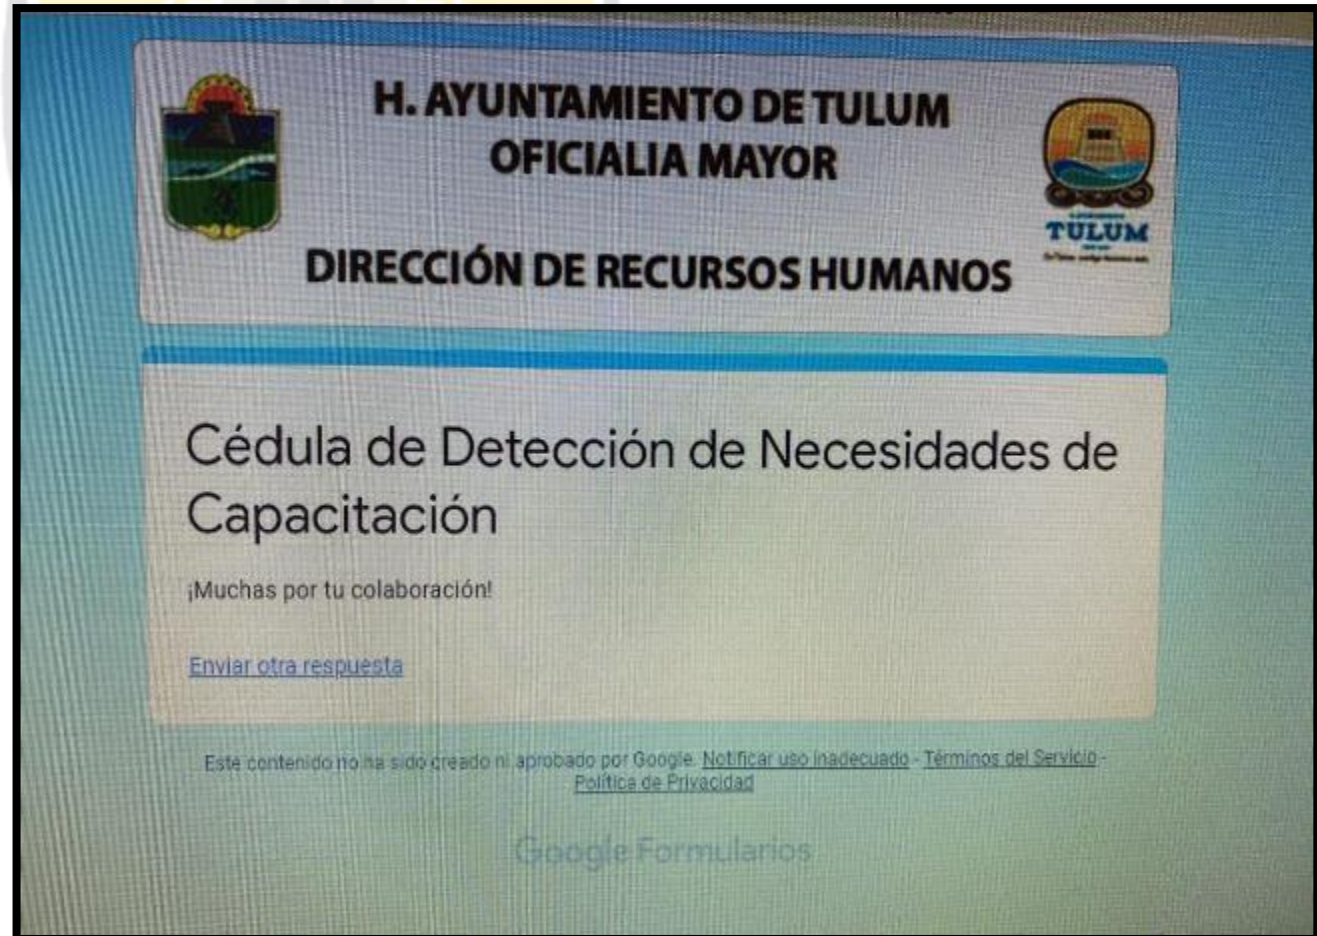 H. AYUNTAMIENTO DE TULUM
OFICIALIA MAYOR
TULUM
DIRECCIÓN DE RECURSOS HUMANOS
Cédula de Detección de Necesidades de
Capacitación
¡Muchas por tu colaboración!
Enviar otra respuesta
Este contenido no ha sido creado ni aprobado por Google. Notificar uso inadecuado - Términos del Servicio -
Política de Privacidad
Google Formularios